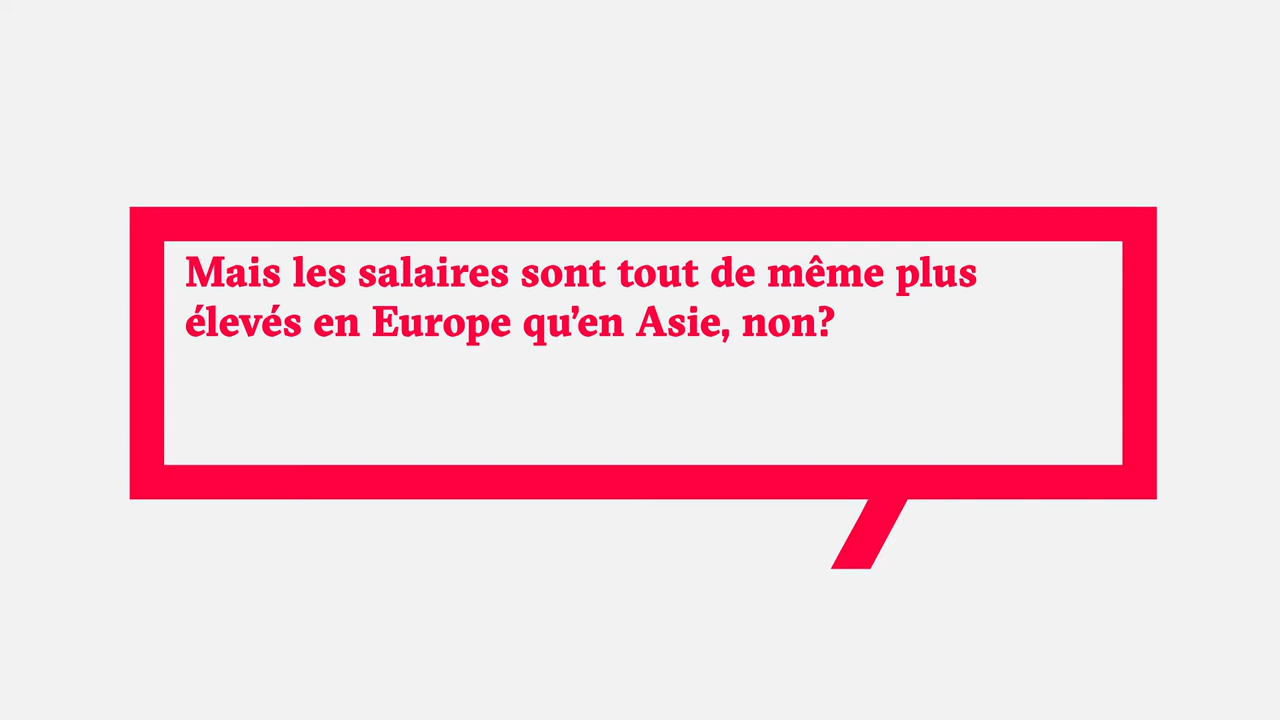 Mais les salaires sont tout de même plus
élevés en Europe qu’en Asie, non?